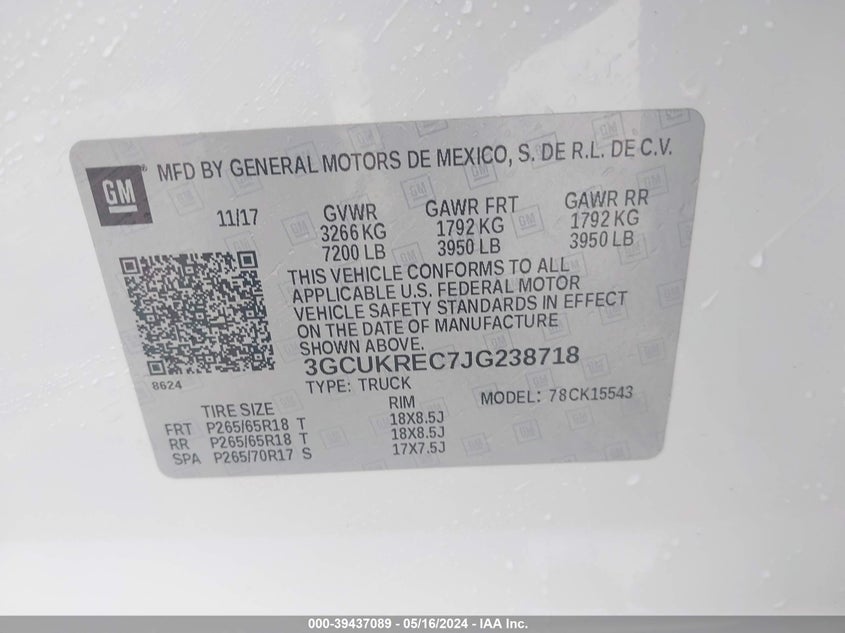 GM
MFD BY GENERAL MOTORS DE MEXICO, S. DE R.L. DE C.V.
11/17 GVWR GAWR FRT GAWR RR
3266 KG 1792 KG 1792 KG
7200 LB 3950 LB 3950 LB
THIS VEHICLE CONFORMS TO ALL
APPLICABLE U.S. FEDERAL MOTOR
VEHICLE SAFETY STANDARDS IN EFFECT
ON THE DATE OF MANUFACTURE
SHOWN ABOVE.
3GCUKREC7JG238718
8624 TYPE: TRUCK MODEL: 78CK15543
TIRE SIZE RIM
FRT P265/65R18 T 18X8.5J
RR P265/65R18 T 18X8.5J
SPA P265/70R17 S 17X7.5J
000-39437089 - 05/16/2024 - IAA Inc.